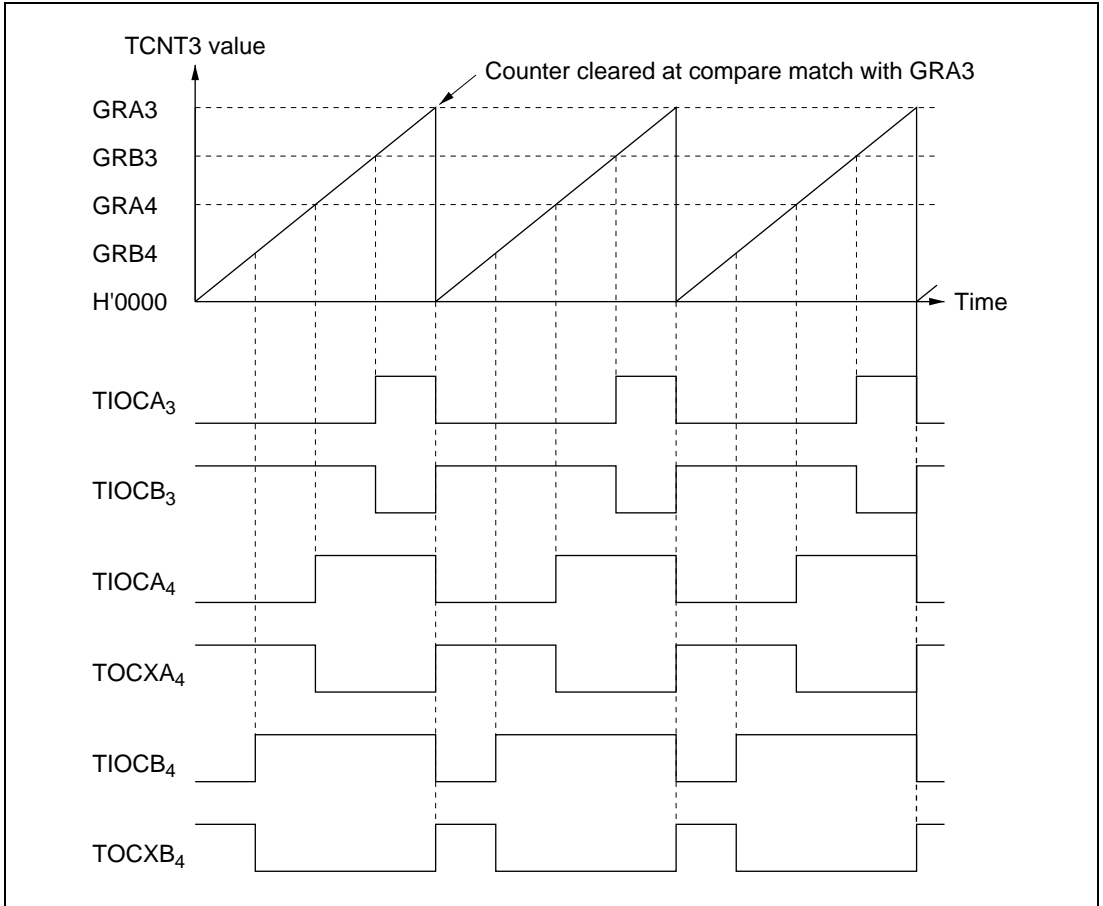 TCNT3 value
Counter cleared at compare match with GRA3
GRA3
GRB3
GRA4
GRB4
H'0000
Time
TIOCA3
TIOCB3
TIOCA4
TOCXA4
TIOCB4
TOCXB4